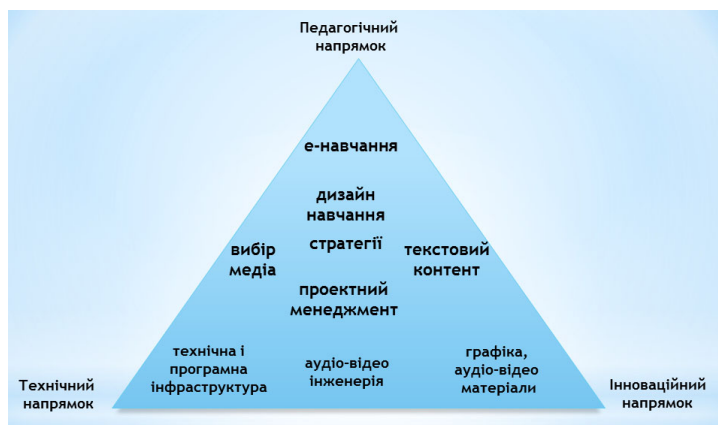 Педагогічний
напрямок
е-навчання
дизайн
навчання
стратегії
вибір
медіа
текстовий
контент
проектний
менеджмент
технічна і
програмна
інфраструктура
аудіо-відео
інженерія
графіка,
аудіо-відео
матеріали
Технічний
напрямок
Інноваційний
напрямок